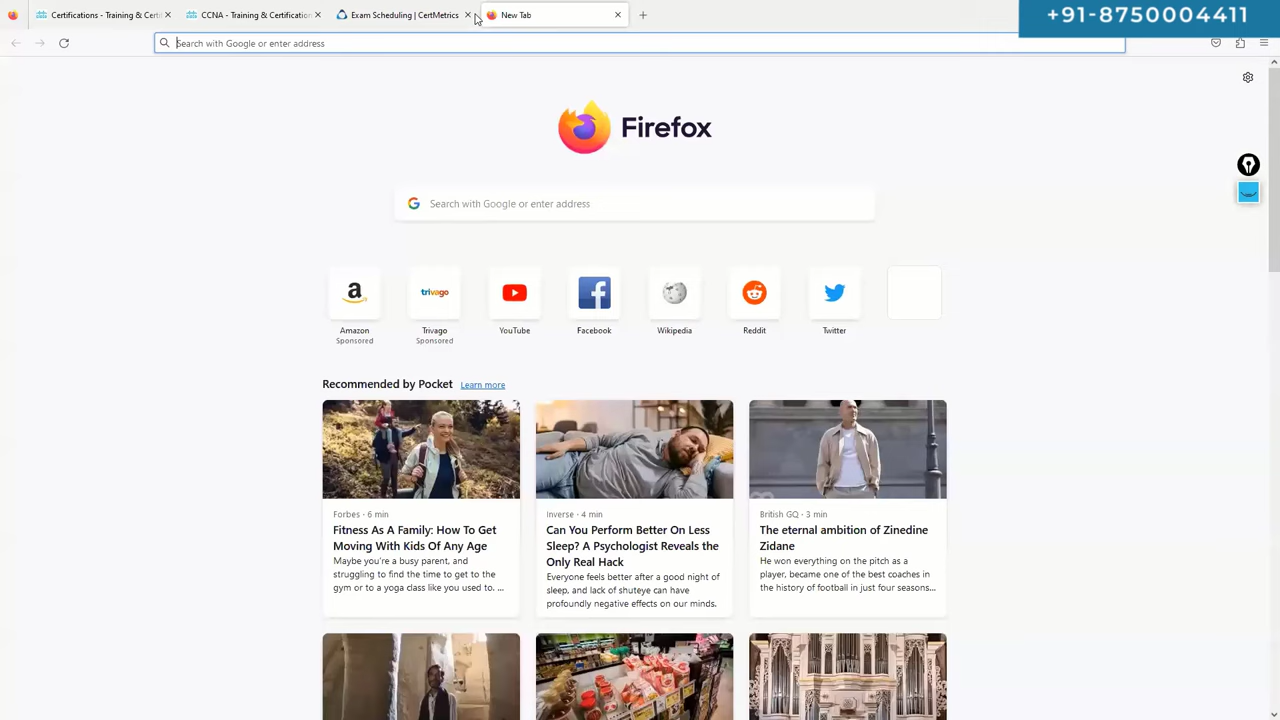 Certifications - Training & Certifi
CCNA - Training & Certification
Exam Scheduling | CertMetrics
New Tab
+91-8750004411
Search with Google or enter address
Firefox
Search with Google or enter address
a
trivago
Amazon
Sponsored
Trivago
Sponsored
YouTube
Facebook
Wikipedia
Reddit
Twitter
Recommended by Pocket Learn more
Forbes · 6 min
Fitness As A Family: How To Get
Moving With Kids Of Any Age
Maybe you're a busy parent, and
struggling to find the time to get to the
gym or to a yoga class like you used to. ...
Inverse · 4 min
Can You Perform Better On Less
Sleep? A Psychologist Reveals the
Only Real Hack
Everyone feels better after a good night of
sleep, and lack of shuteye can have
profoundly negative effects on our minds.
British GQ · 3 min
The eternal ambition of Zinedine
Zidane
He won everything on the pitch as a
player, became one of the best coaches in
the history of football in just four seasons...